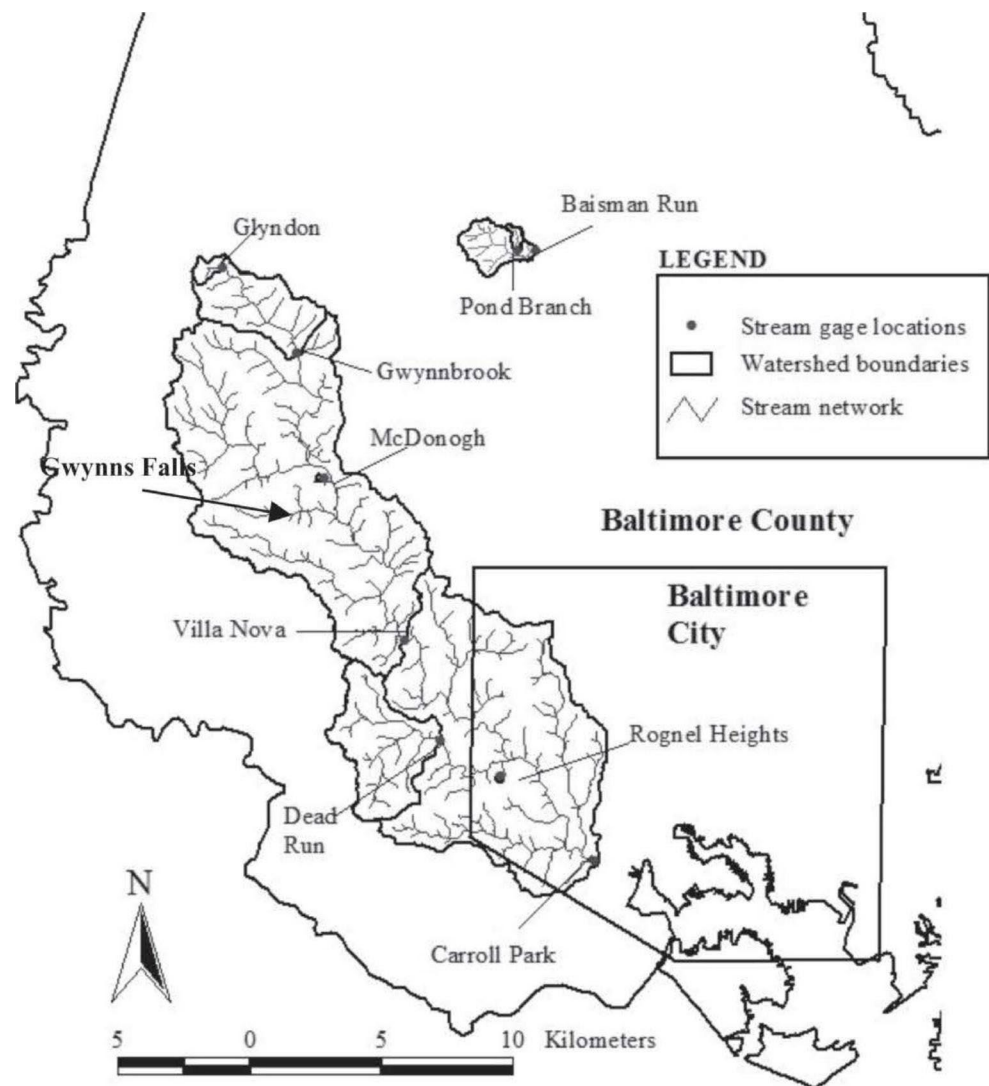 Baisman Run
Glyndon
LEGEND
Pond Branch
Stream gage locations
Watershed boundaries
Stream network
Gwynnbrook
McDonogh
Gwynns Falls
Baltimore County
Baltimore
City
Villa Nova
Rognel Heights
Dead
Run
N
Carroll Park
5 0 5 10 Kilometers